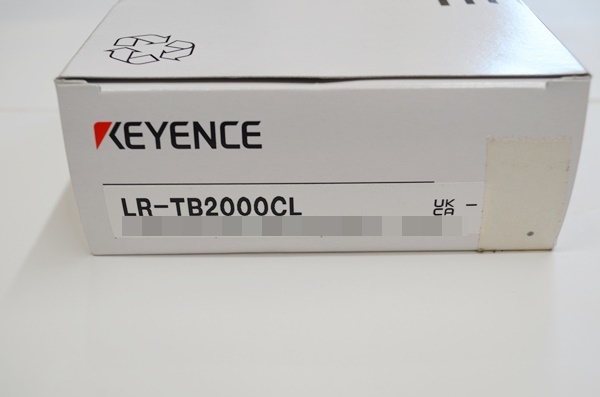 KEYENCE
LR-TB2000CL
UK
CA
-